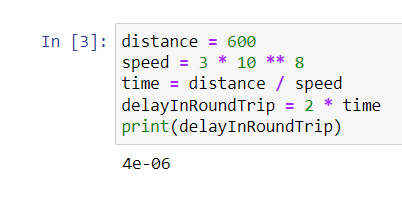 In [3]: distance = 600
speed = 3 * 10 ** 8
time = distance / speed
delayInRoundTrip = 2 * time
print(delayInRoundTrip)
4e-06